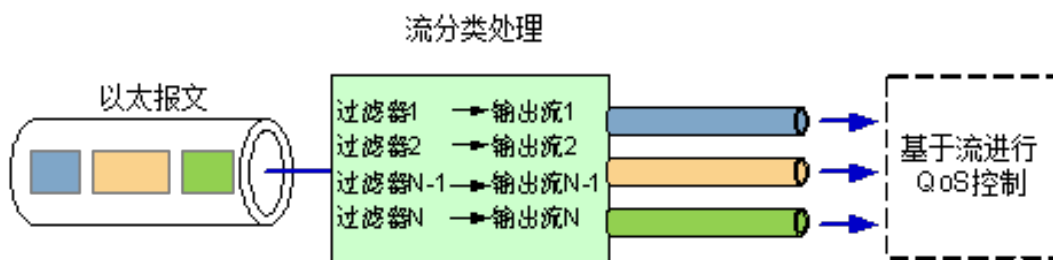 流分类处理
以太报文
过滤器1 输出流1
过滤器2 输出流2
过滤器N-1 输出流N-1
过滤器N 输出流N
基于流进行
QoS控制